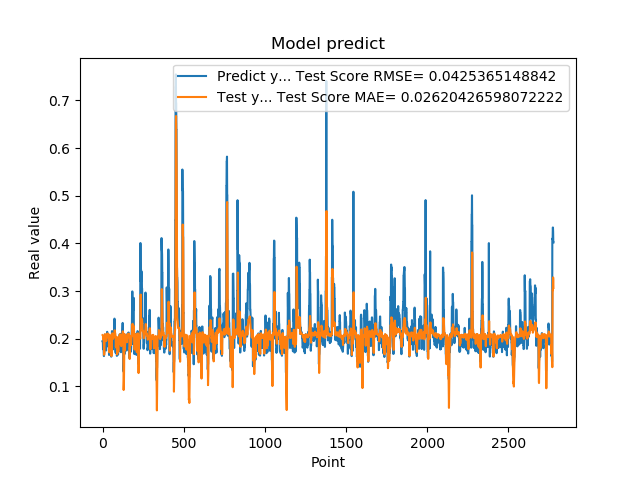 Model predict
Predict y... Test Score RMSE= 0.0425365148842
Test y... Test Score MAE= 0.02620426598072222
Real value
0.7
0.6
0.5
0.4
0.3
0.2
0.1
0 500 1000 1500 2000 2500
Point